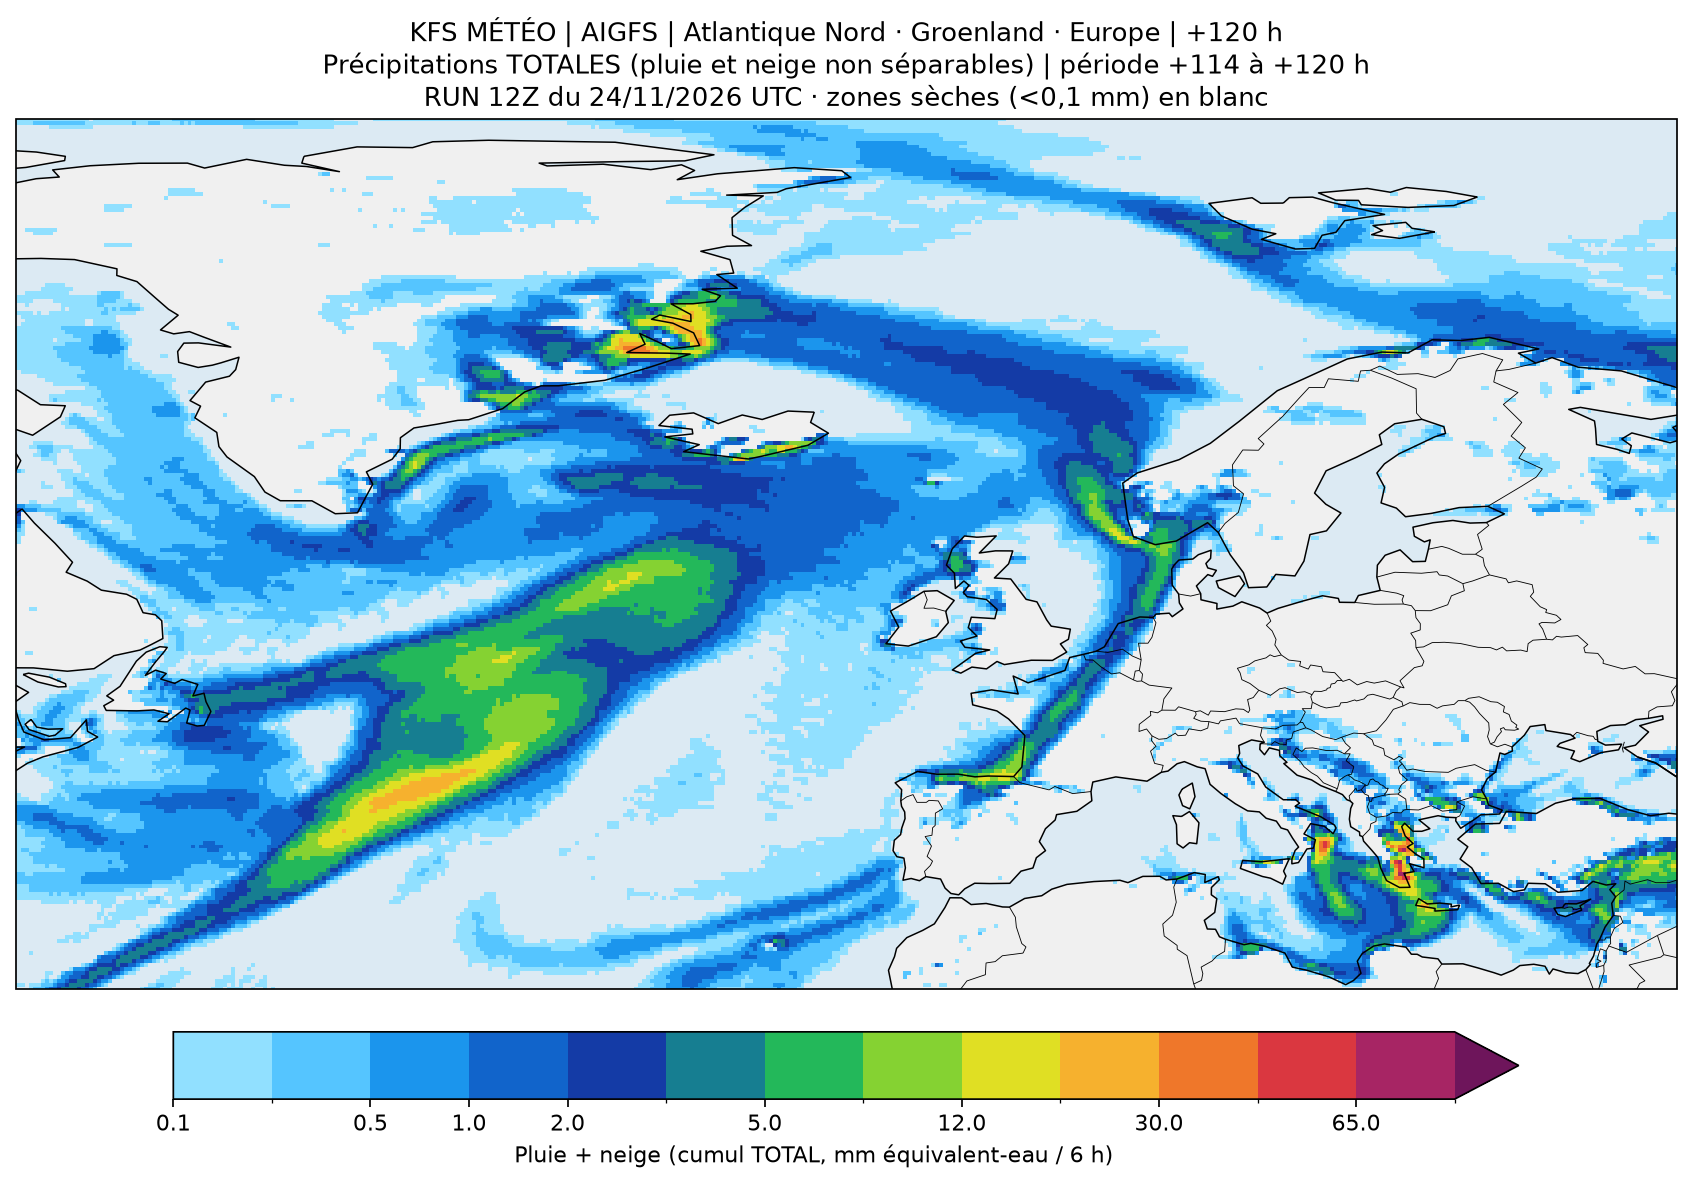 KFS MÉTÉO | AIGFS | Atlantique Nord · Groenland · Europe | +120 h
Précipitations TOTALES (pluie et neige non séparables) | période +114 à +120 h
RUN 12Z du 24/11/2026 UTC · zones sèches (<0,1 mm) en blanc
0.1 0.5 1.0 2.0 5.0 12.0 30.0 65.0
Pluie + neige (cumul TOTAL, mm équivalent-eau / 6 h)